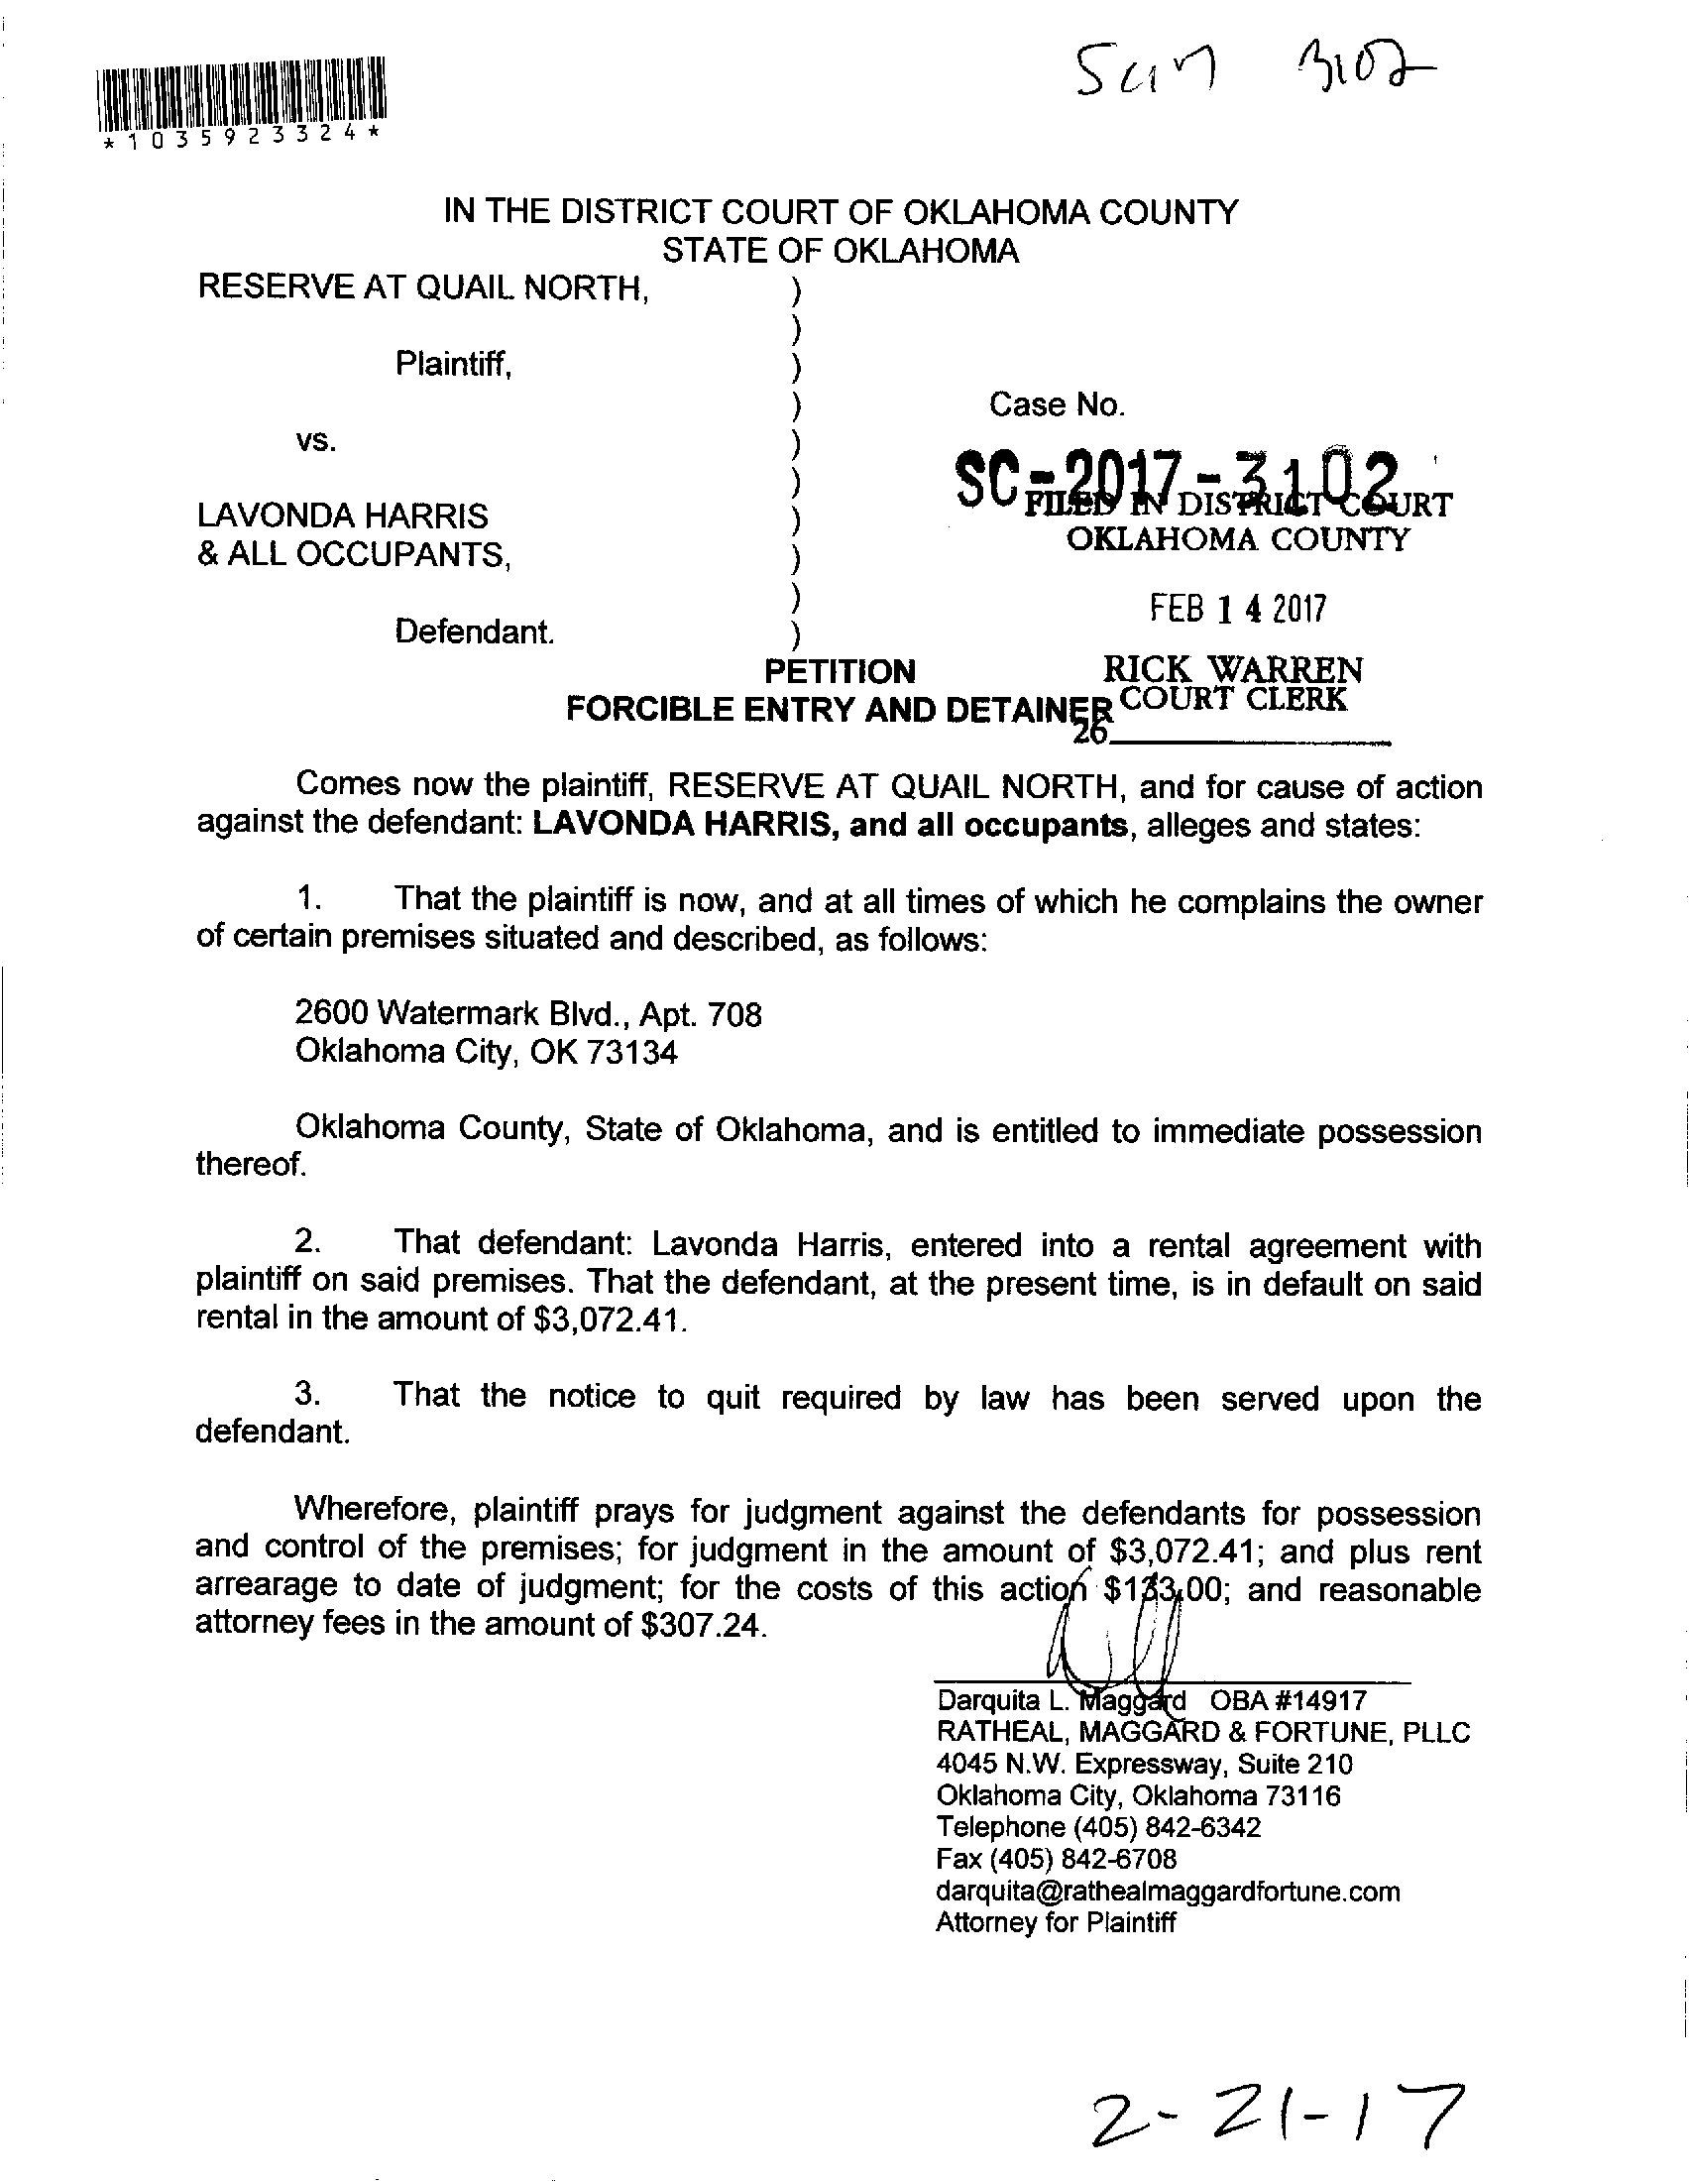 SC17 3102
*1035923324*
IN THE DISTRICT COURT OF OKLAHOMA COUNTY
STATE OF OKLAHOMA
RESERVE AT QUAIL NORTH, )
)
Plaintiff, )
) Case No.
vs. )
) SC-2017-3102
LAVONDA HARRIS ) FILED IN DISTRICT COURT
& ALL OCCUPANTS, ) OKLAHOMA COUNTY
) FEB 14 2017
Defendant. )
PETITION RICK WARREN
FORCIBLE ENTRY AND DETAINER COURT CLERK
26
Comes now the plaintiff, RESERVE AT QUAIL NORTH, and for cause of action
against the defendant: LAVONDA HARRIS, and all occupants, alleges and states:
1. That the plaintiff is now, and at all times of which he complains the owner
of certain premises situated and described, as follows:
2600 Watermark Blvd., Apt. 708
Oklahoma City, OK 73134
Oklahoma County, State of Oklahoma, and is entitled to immediate possession
thereof.
2. That defendant: Lavonda Harris, entered into a rental agreement with
plaintiff on said premises. That the defendant, at the present time, is in default on said
rental in the amount of $3,072.41.
3. That the notice to quit required by law has been served upon the
defendant.
Wherefore, plaintiff prays for judgment against the defendants for possession
and control of the premises; for judgment in the amount of $3,072.41; and plus rent
arrearage to date of judgment; for the costs of this action $133.00; and reasonable
attorney fees in the amount of $307.24.
Darquita L. Maggard OBA #14917
RATHEAL, MAGGARD & FORTUNE, PLLC
4045 N.W. Expressway, Suite 210
Oklahoma City, Oklahoma 73116
Telephone (405) 842-6342
Fax (405) 842-6708
darquita@rathealmaggardfortune.com
Attorney for Plaintiff
2-21-17